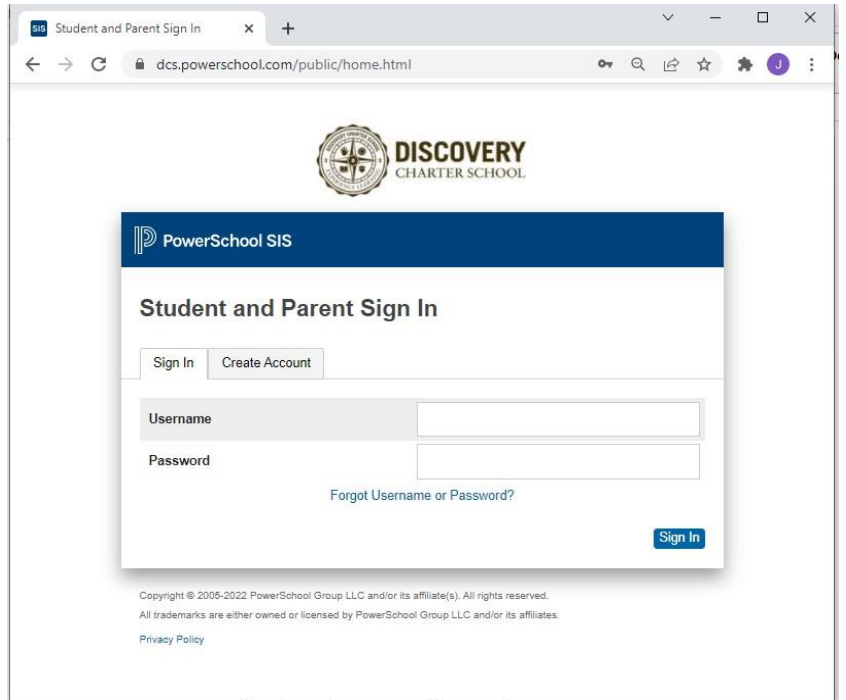 SIS Student and Parent Sign In
dcs.powerschool.com/public/home.html
J
DISCOVERY
CHARTER SCHOOL
PowerSchool SIS
Student and Parent Sign In
Sign In Create Account
Username
Password
Forgot Username or Password?
Sign In
Copyright © 2005-2022 PowerSchool Group LLC and/or its affiliate(s). All rights reserved.
All trademarks are either owned or licensed by PowerSchool Group LLC and/or its affiliates.
Privacy Policy